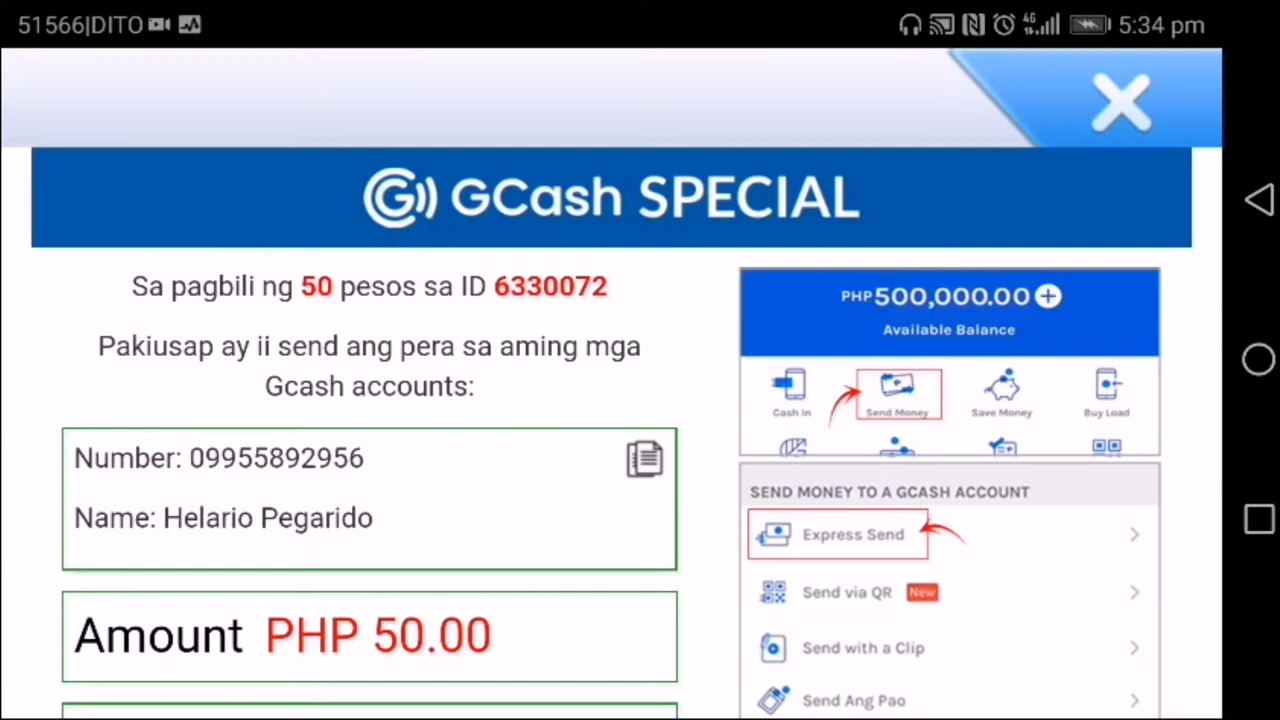 51566|DITO
4G
5:34 pm
GCash SPECIAL
Sa pagbili ng 50 pesos sa ID 6330072
Pakiusap ay ii send ang pera sa aming mga
Gcash accounts:
Number: 09955892956
Name: Helario Pegarido
Amount PHP 50.00
PHP 500,000.00
Available Balance
Cash In
Send Money
Save Money
Buy Load
SEND MONEY TO A GCASH ACCOUNT
Express Send
Send via QR New
Send with a Clip
Send Ang Pao